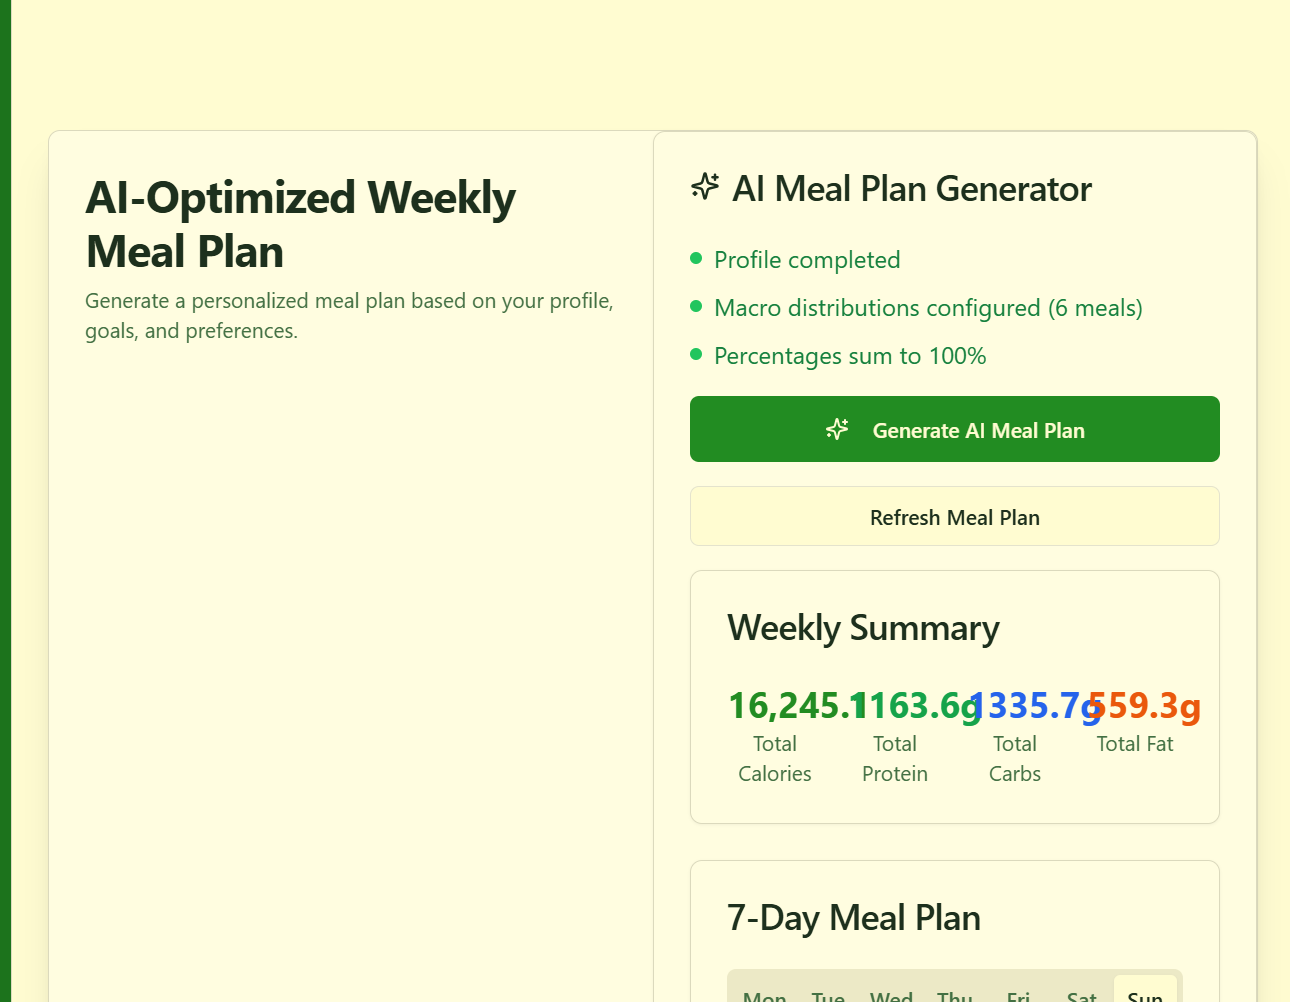 AI-Optimized Weekly
Meal Plan
Generate a personalized meal plan based on your profile,
goals, and preferences.
AI Meal Plan Generator
Profile completed
Macro distributions configured (6 meals)
Percentages sum to 100%
Generate AI Meal Plan
Refresh Meal Plan
Weekly Summary
16,245.1 1163.6g 1335.7g 559.3g
Total Total Total Total Fat
Calories Protein Carbs
7-Day Meal Plan
Mon Tue Wed Thu Fri Sat Sun